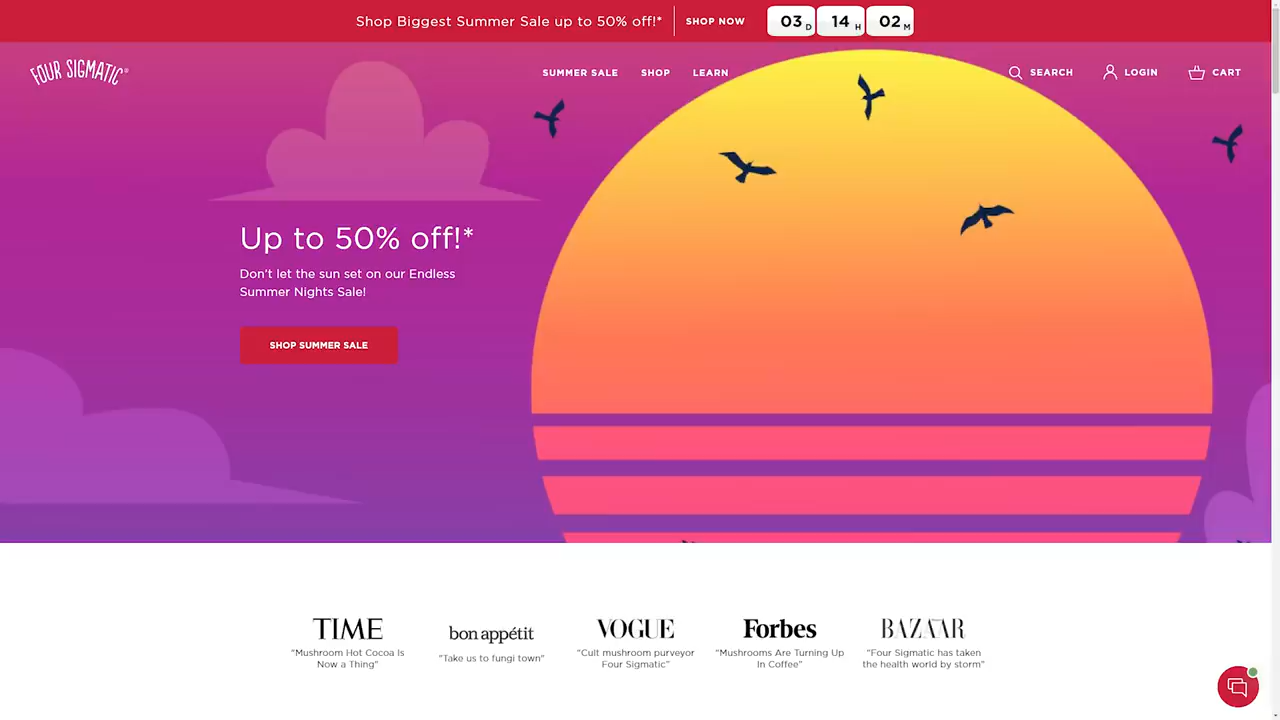 Shop Biggest Summer Sale up to 50% off!* SHOP NOW 03 D 14 H 02 M
FOUR SIGMATIC® SUMMER SALE SHOP LEARN SEARCH LOGIN CART
Up to 50% off!*
Don't let the sun set on our Endless
Summer Nights Sale!
SHOP SUMMER SALE
TIME
"Mushroom Hot Cocoa Is
Now a Thing"
bon appétit
"Take us to fungi town"
VOGUE
"Cult mushroom purveyor
Four Sigmatic"
Forbes
"Mushrooms Are Turning Up
In Coffee"
BAZAAR
"Four Sigmatic has taken
the health world by storm"